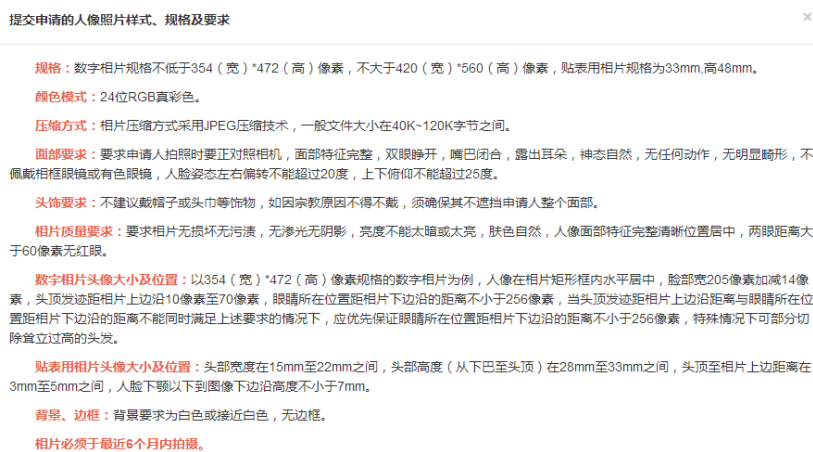 提交申请的人像照片样式、规格及要求
×
规格：数字相片规格不低于354（宽）*472（高）像素，不大于420（宽）*560（高）像素，贴表用相片规格为33mm,高48mm。
颜色模式：24位RGB真彩色。
压缩方式：相片压缩方式采用JPEG压缩技术，一般文件大小在40K~120K字节之间。
面部要求：要求申请人拍照时要正对照相机，面部特征完整，双眼睁开，嘴巴闭合，露出耳朵，神态自然，无任何动作，无明显畸形，不
佩戴相框眼镜或有色眼镜，人脸姿态左右偏转不能超过20度，上下俯仰不能超过25度。
头饰要求：不建议戴帽子或头巾等饰物，如因宗教原因不得不戴，须确保其不遮挡申请人整个面部。
相片质量要求：要求相片无损坏无污渍，无渗光无阴影，亮度不能太暗或太亮，肤色自然，人像面部特征完整清晰位置居中，两眼距离大
于60像素无红眼。
数字相片头像大小及位置：以354（宽）*472（高）像素规格的数字相片为例，人像在相片矩形框内水平居中，脸部宽205像素加减14像
素，头顶发迹距相片上边沿10像素至70像素，眼睛所在位置距相片下边沿的距离不小于256像素，当头顶发迹距相片上边沿距离与眼睛所在位
置距相片下边沿的距离不能同时满足上述要求的情况下，应优先保证眼睛所在位置距相片下边沿的距离不小于256像素，特殊情况下可部分切
除耸立过高的头发。
贴表用相片头像大小及位置：头部宽度在15mm至22mm之间，头部高度（从下巴至头顶）在28mm至33mm之间，头顶至相片上边距离在
3mm至5mm之间，人脸下颚以下到图像下边沿高度不小于7mm。
背景、边框：背景要求为白色或接近白色，无边框。
相片必须于最近6个月内拍摄。